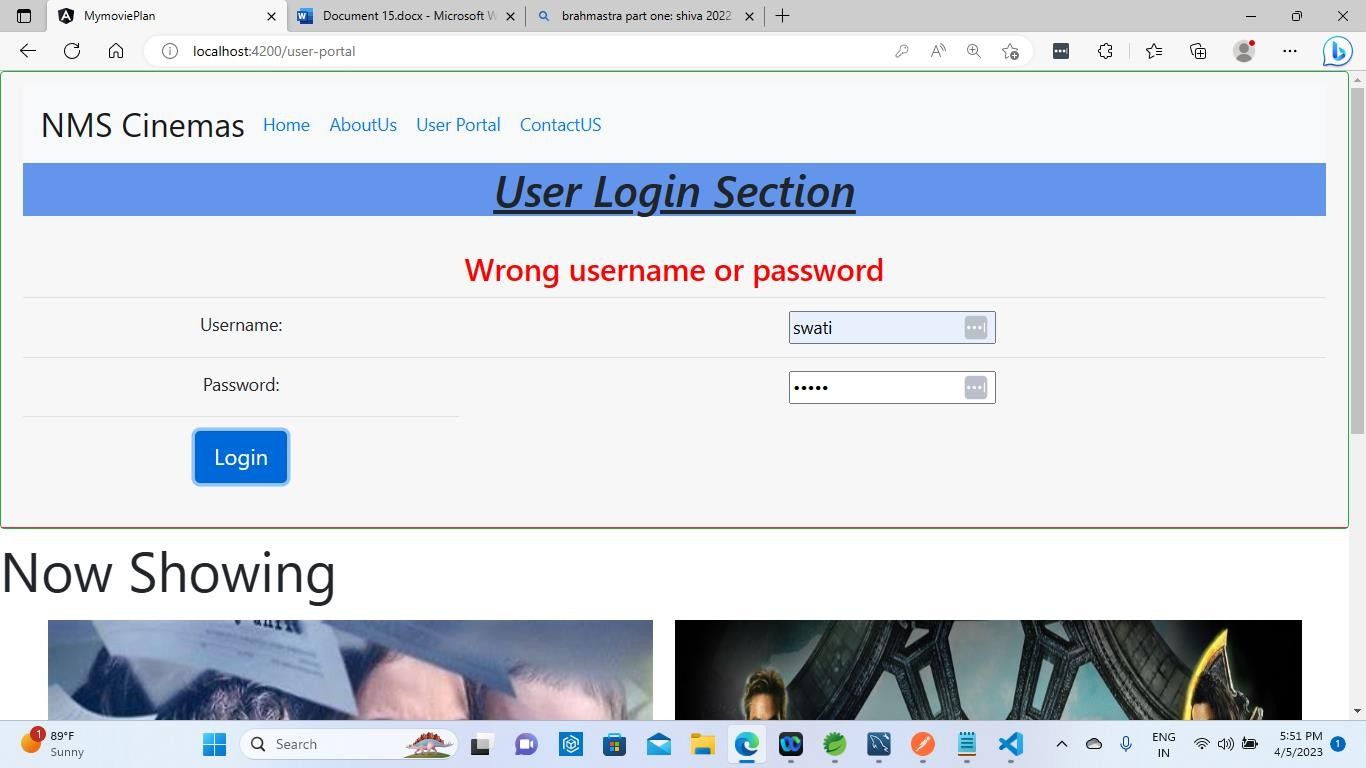 MymoviePlan
Document 15.docx - Microsoft W
brahmastra part one: shiva 2022
localhost:4200/user-portal
NMS Cinemas Home AboutUs User Portal ContactUS
User Login Section
Wrong username or password
Username: swati
Password: •••••
Login
Now Showing
1
89°F
Sunny
Search
ENG
IN
5:51 PM
4/5/2023
1